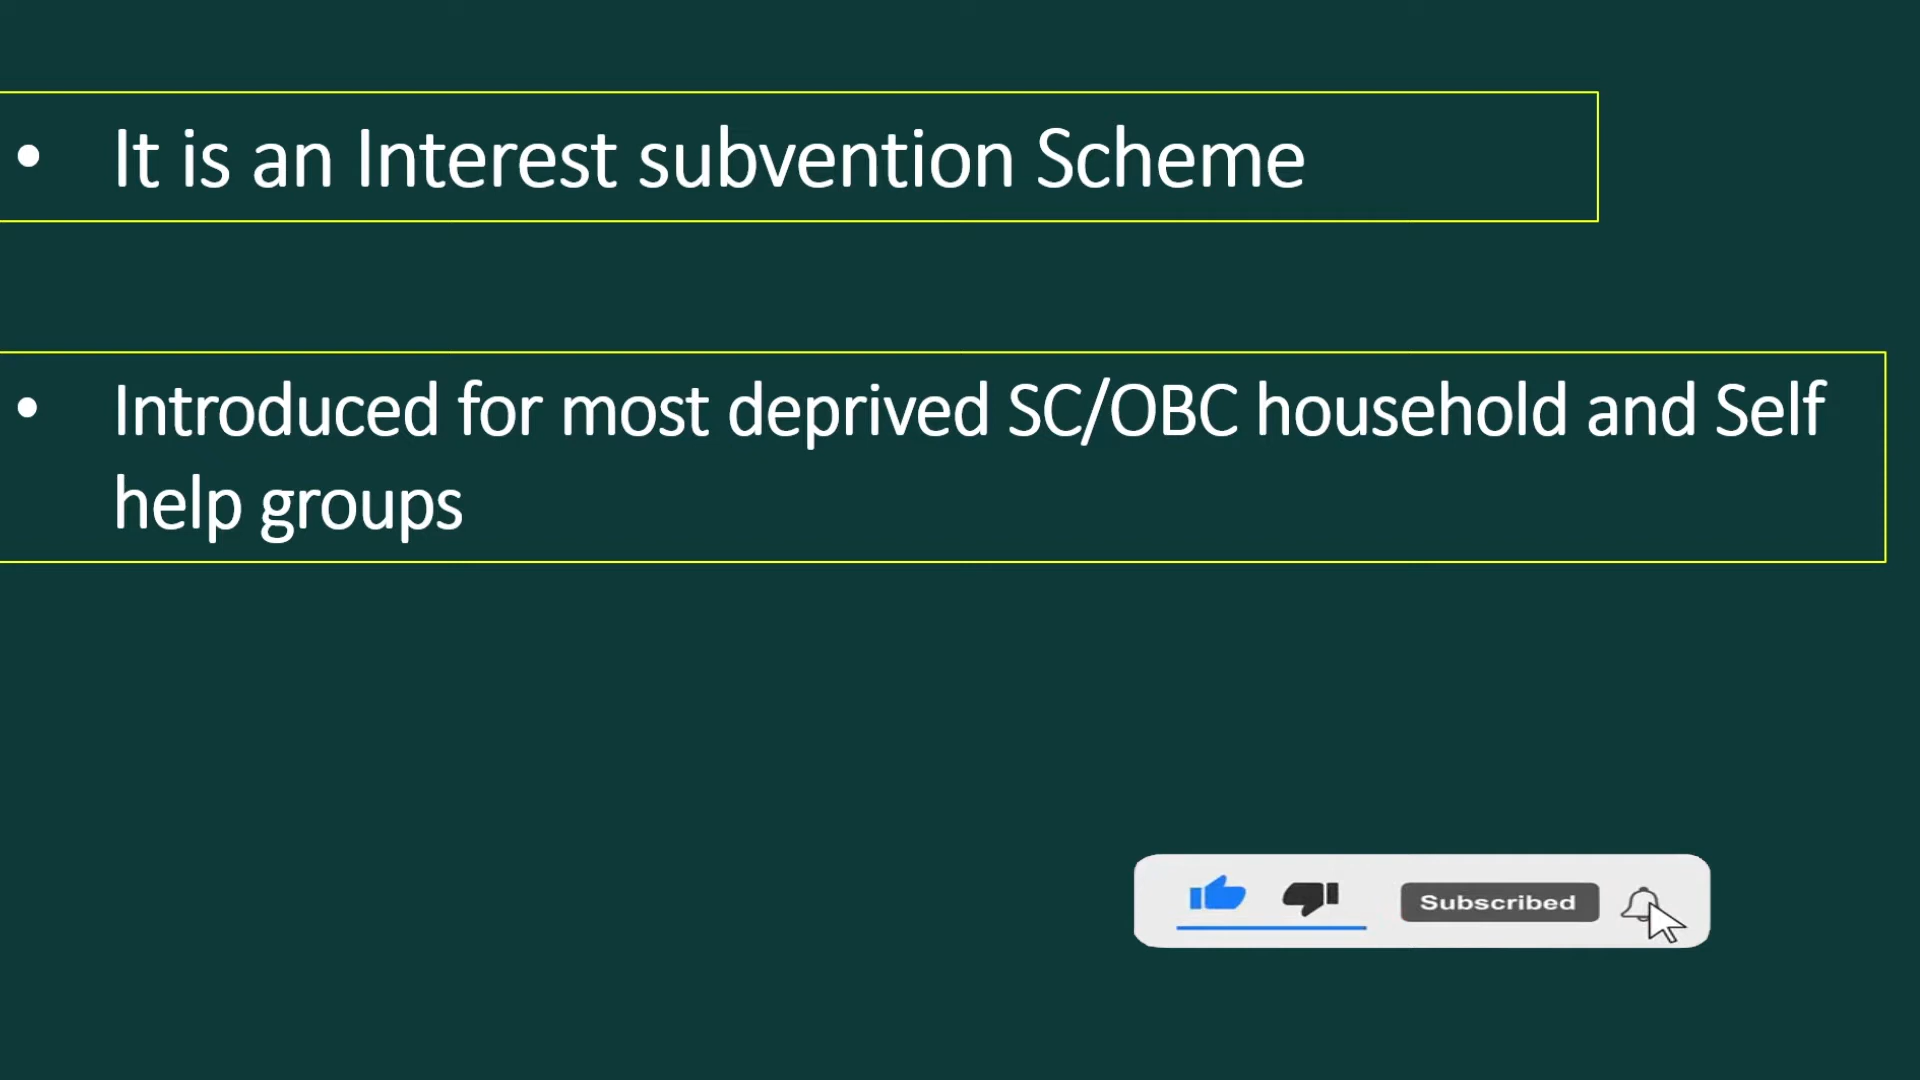 • It is an Interest subvention Scheme
• Introduced for most deprived SC/OBC household and Self
help groups
Subscribed